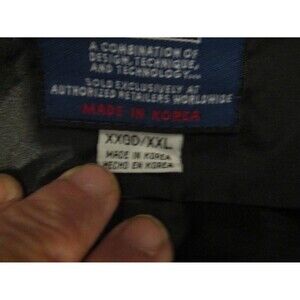 A COMBINATION OF
DESIGN, TECHNIQUE,
AND TECHNOLOGY...
SOLD EXCLUSIVELY AT
AUTHORIZED RETAILERS WORLDWIDE
MADE IN KOREA
XXGD/XXL
MADE IN KOREA
HECHO EN KOREA